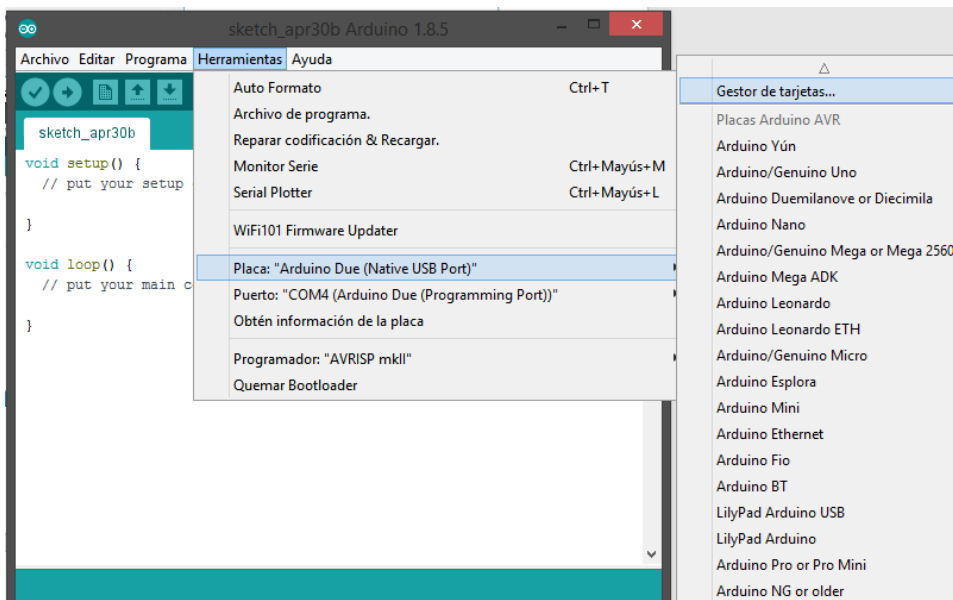 sketch_apr30b Arduino 1.8.5
Archivo Editar Programa Herramientas Ayuda
sketch_apr30b
void setup() {
// put your setup
}
void loop() {
// put your main c
}
Auto Formato Ctrl+T
Archivo de programa.
Reparar codificación & Recargar.
Monitor Serie Ctrl+Mayús+M
Serial Plotter Ctrl+Mayús+L
WiFi101 Firmware Updater
Placa: "Arduino Due (Native USB Port)"
Puerto: "COM4 (Arduino Due (Programming Port))"
Obtén información de la placa
Programador: "AVRISP mkII"
Quemar Bootloader
Gestor de tarjetas...
Placas Arduino AVR
Arduino Yún
Arduino/Genuino Uno
Arduino Duemilanove or Diecimila
Arduino Nano
Arduino/Genuino Mega or Mega 2560
Arduino Mega ADK
Arduino Leonardo
Arduino Leonardo ETH
Arduino/Genuino Micro
Arduino Esplora
Arduino Mini
Arduino Ethernet
Arduino Fio
Arduino BT
LilyPad Arduino USB
LilyPad Arduino
Arduino Pro or Pro Mini
Arduino NG or older